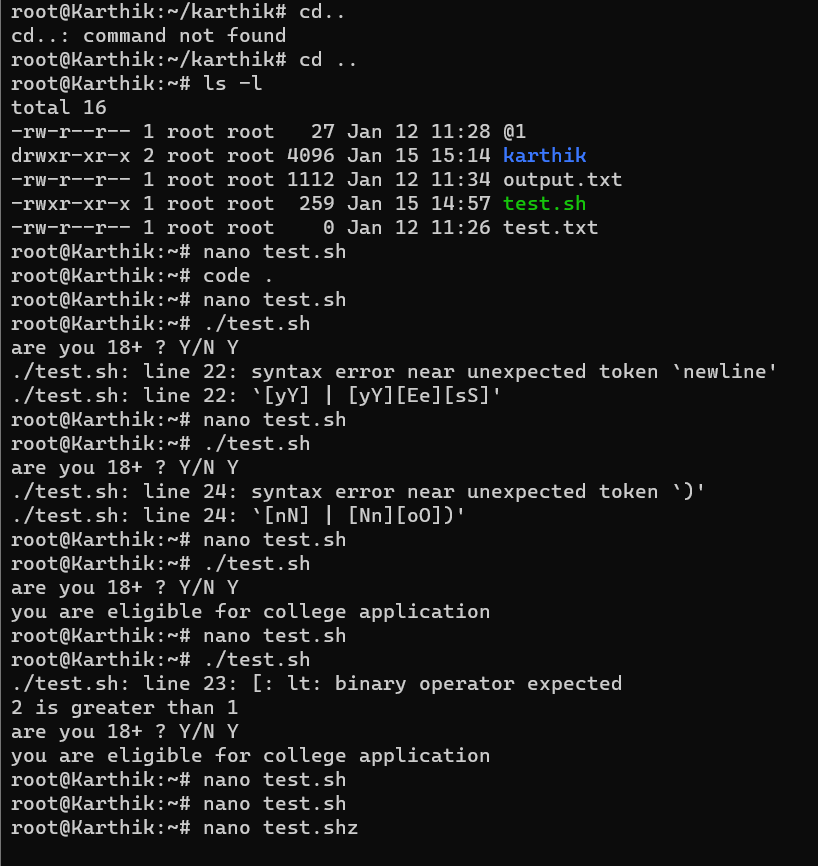 root@Karthik:~/karthik# cd..
cd..: command not found
root@Karthik:~/karthik# cd ..
root@Karthik:~# ls -l
total 16
-rw-r--r-- 1 root root   27 Jan 12 11:28 @1
drwxr-xr-x 2 root root 4096 Jan 15 15:14 karthik
-rw-r--r-- 1 root root 1112 Jan 12 11:34 output.txt
-rwxr-xr-x 1 root root  259 Jan 15 14:57 test.sh
-rw-r--r-- 1 root root    0 Jan 12 11:26 test.txt
root@Karthik:~# nano test.sh
root@Karthik:~# code .
root@Karthik:~# nano test.sh
root@Karthik:~# ./test.sh
are you 18+ ? Y/N Y
./test.sh: line 22: syntax error near unexpected token `newline'
./test.sh: line 22: `[yY] | [yY][Ee][sS]'
root@Karthik:~# nano test.sh
root@Karthik:~# ./test.sh
are you 18+ ? Y/N Y
./test.sh: line 24: syntax error near unexpected token `)'
./test.sh: line 24: `[nN] | [Nn][oO])'
root@Karthik:~# nano test.sh
root@Karthik:~# ./test.sh
are you 18+ ? Y/N Y
you are eligible for college application
root@Karthik:~# nano test.sh
root@Karthik:~# ./test.sh
./test.sh: line 23: [: lt: binary operator expected
2 is greater than 1
are you 18+ ? Y/N Y
you are eligible for college application
root@Karthik:~# nano test.sh
root@Karthik:~# nano test.sh
root@Karthik:~# nano test.shz